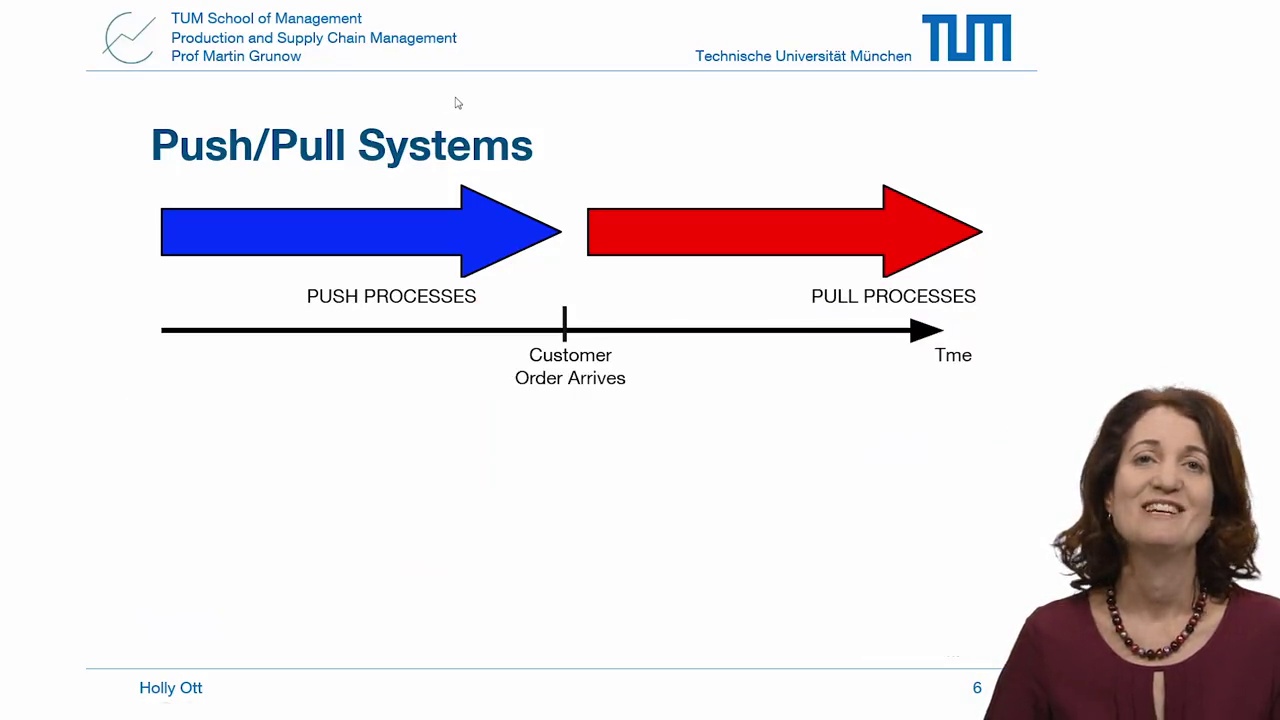 TUM School of Management
Production and Supply Chain Management
Prof Martin Grunow
Technische Universität München
TUM
Push/Pull Systems
PUSH PROCESSES
PULL PROCESSES
Customer
Order Arrives
Tme
Holly Ott
6